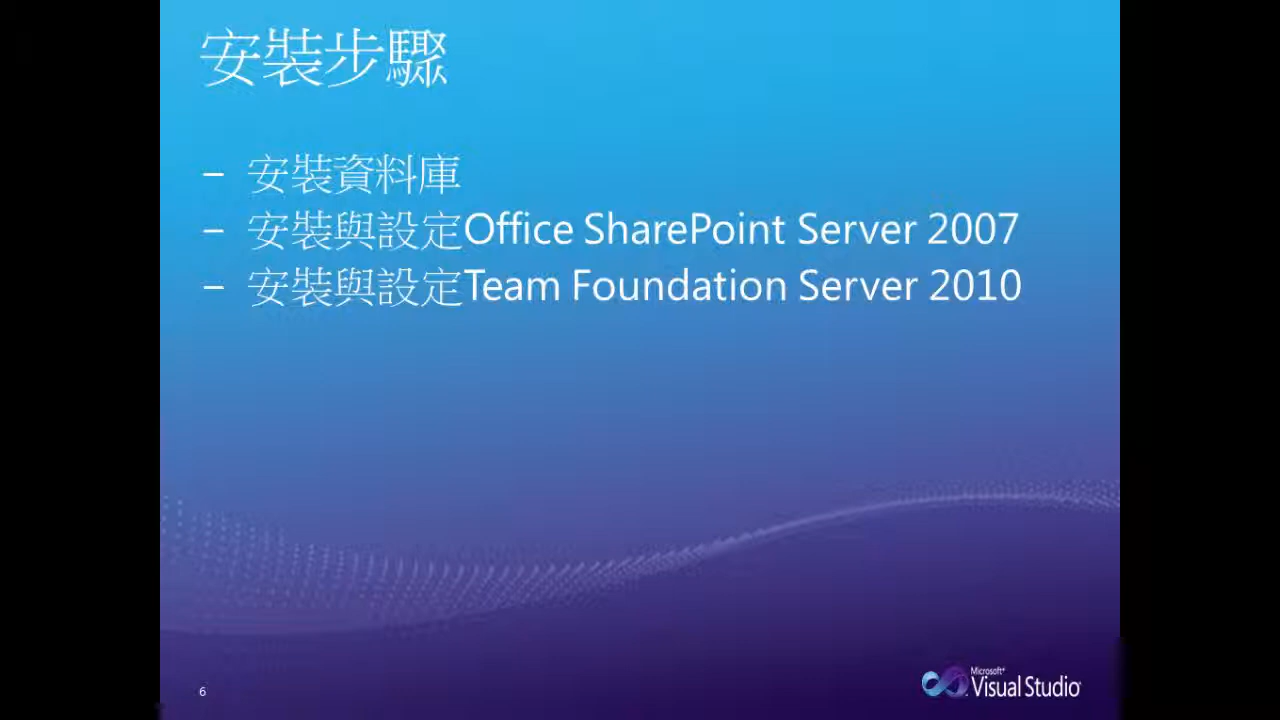 安裝步驟
– 安裝資料庫
– 安裝與設定Office SharePoint Server 2007
– 安裝與設定Team Foundation Server 2010
6
Microsoft
Visual Studio